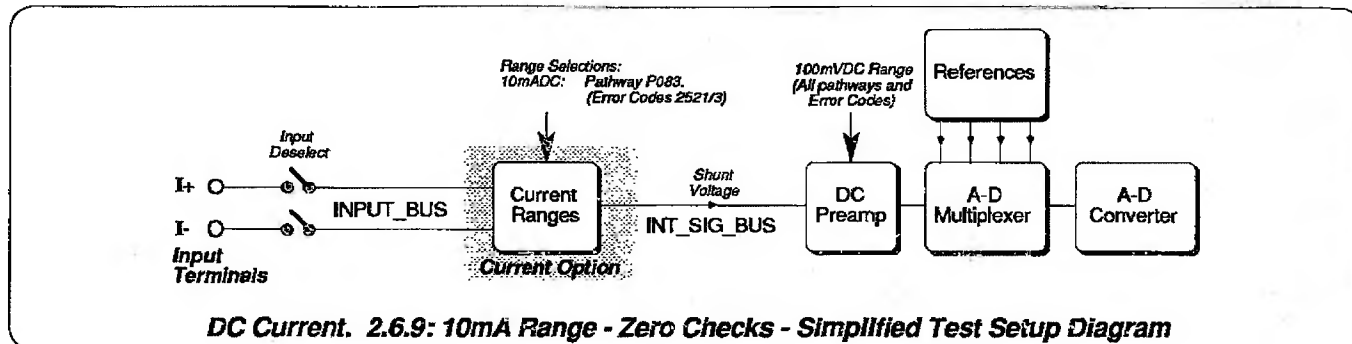 Range Selections:
10mADC: Pathway P083.
(Error Codes 2521/3)
100mVDC Range
(All pathways and
Error Codes)
References
Input
Deselect
I+
I-
Input
Terminals
INPUT_BUS
Current
Ranges
Current Option
Shunt
Voltage
INT_SIG_BUS
DC
Preamp
A-D
Multiplexer
A-D
Converter
DC Current. 2.6.9: 10mA Range - Zero Checks - Simplified Test Setup Diagram